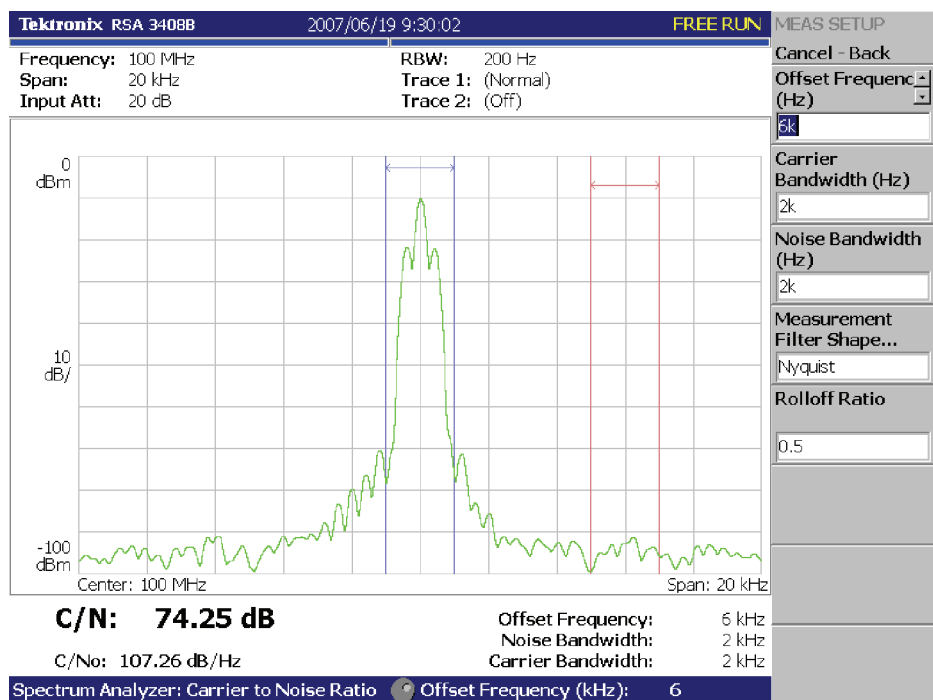 Tektronix RSA 3408B 2007/06/19 9:30:02 FREE RUN
Frequency: 100 MHz
Span: 20 kHz
Input Att: 20 dB
RBW: 200 Hz
Trace 1: (Normal)
Trace 2: (Off)
0
dBm
10
dB/
-100
dBm
Center: 100 MHz
Span: 20 kHz
C/N: 74.25 dB
C/No: 107.26 dB/Hz
Offset Frequency: 6 kHz
Noise Bandwidth: 2 kHz
Carrier Bandwidth: 2 kHz
Spectrum Analyzer: Carrier to Noise Ratio Offset Frequency (kHz): 6
MEAS SETUP
Cancel - Back
Offset Frequenc
(Hz)
6k
Carrier
Bandwidth (Hz)
2k
Noise Bandwidth
(Hz)
2k
Measurement
Filter Shape...
Nyquist
Rolloff Ratio
0.5